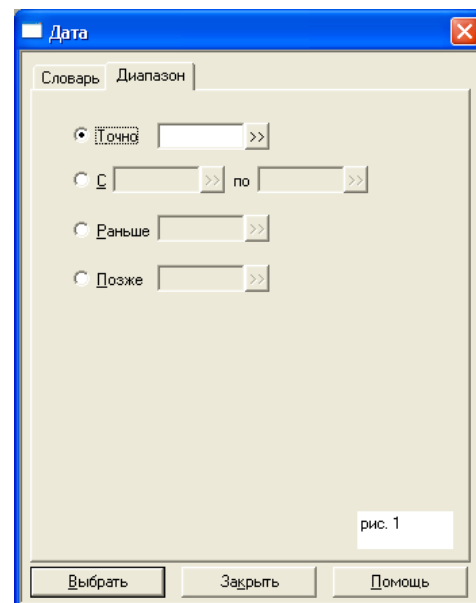 Дата
Словарь Диапазон
Точно >>
С >> по >>
Раньше >>
Позже >>
рис. 1
Выбрать Закрыть Помощь